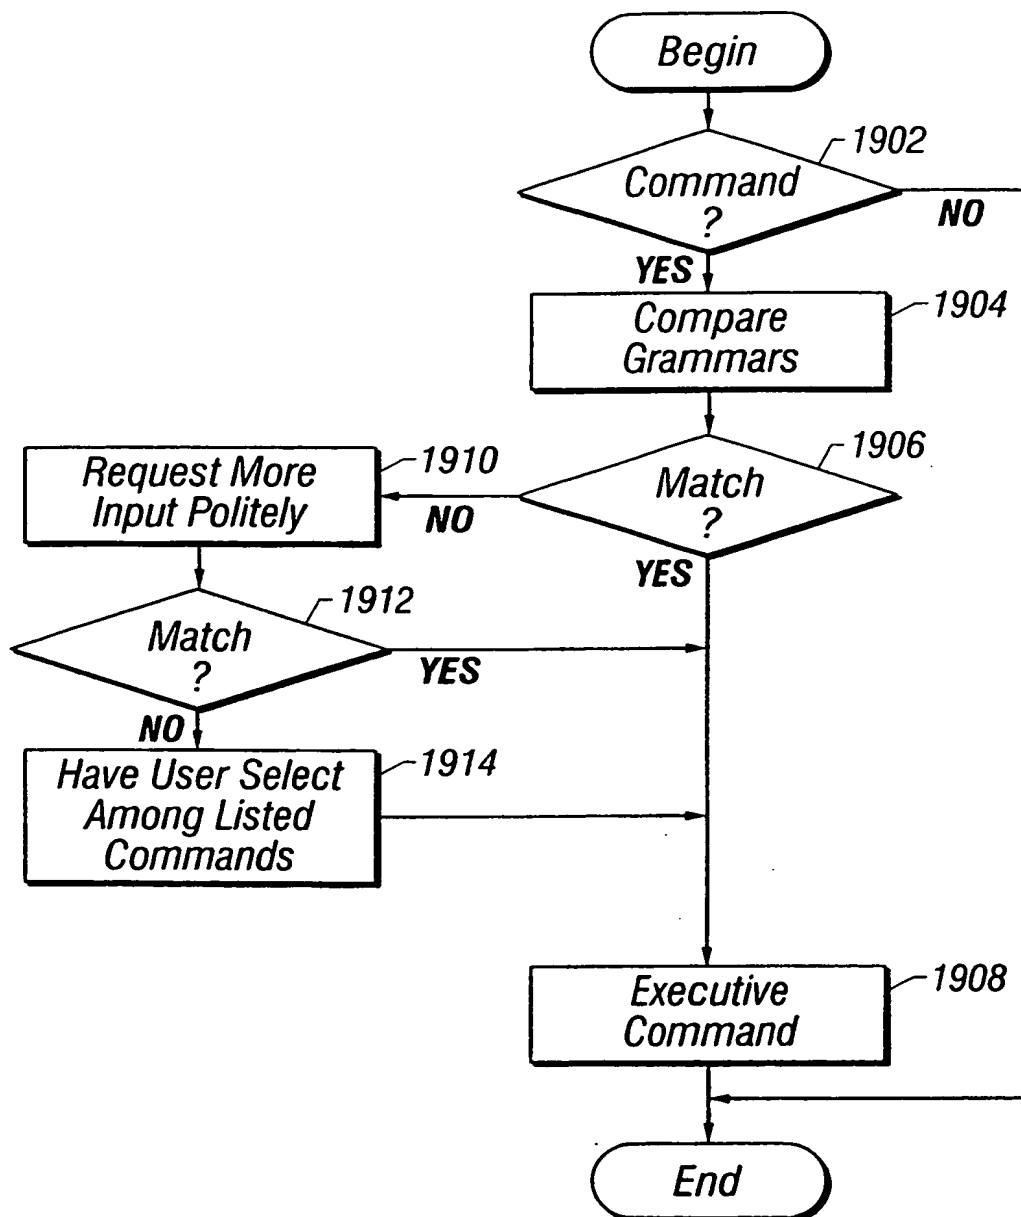 Begin
1902
Command
?
NO
YES
1904
Compare
Grammars
1906
Match
?
NO
YES
1910
Request More
Input Politely
1912
Match
?
YES
NO
1914
Have User Select
Among Listed
Commands
1908
Executive
Command
End